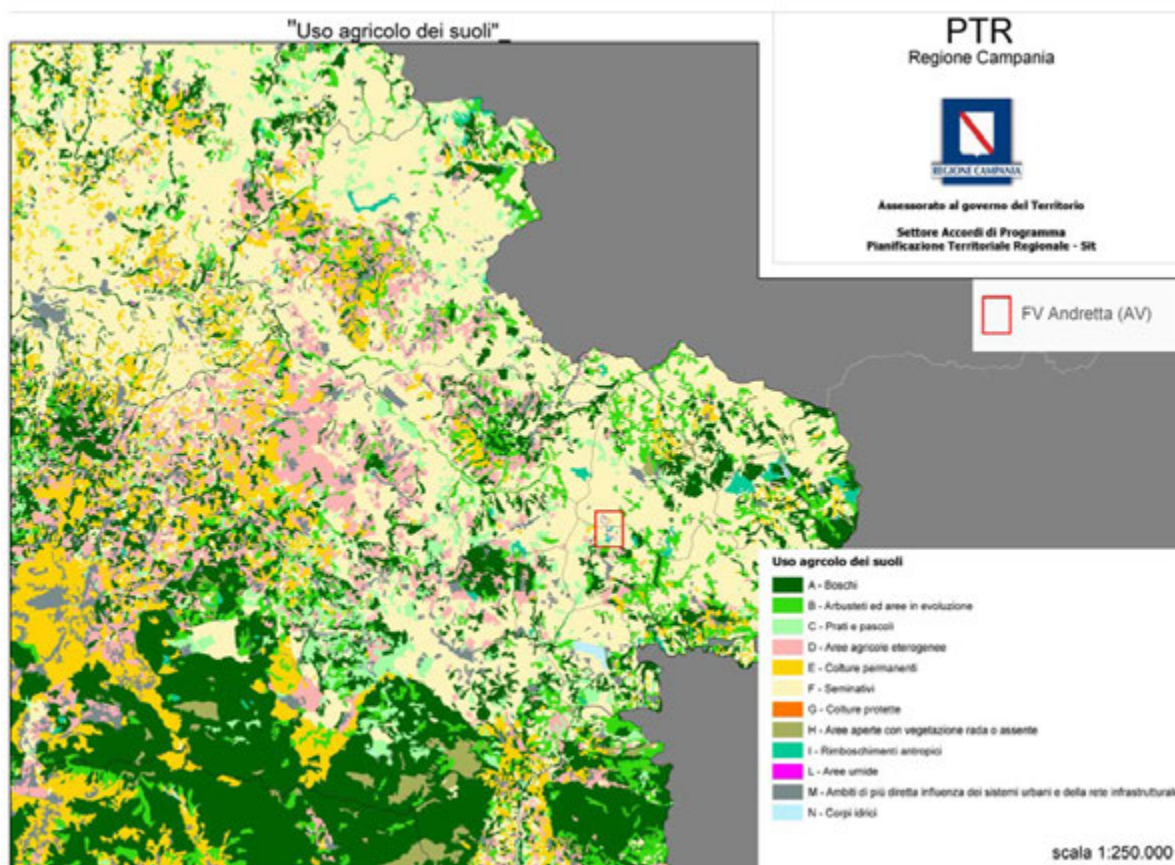 "Uso agricolo dei suoli"_
PTR
Regione Campania
REGIONE CAMPANIA
Assessorato al governo del Territorio
Settore Accordi di Programma
Pianificazione Territoriale Regionale - Sit
FV Andretta (AV)
Uso agrcolo dei suoli
A - Boschi
B - Arbusteti ed aree in evoluzione
C - Prati e pascoli
D - Aree agricole eterogenee
E - Colture permanenti
F - Seminativi
G - Colture protette
H - Aree aperte con vegetazione rada o assente
I - Rimboschimenti antropici
L - Aree umide
M - Ambiti di più diretta influenza dei sistemi urbani e della rete infrastrutturale
N - Corpi idrici
scala 1:250.000